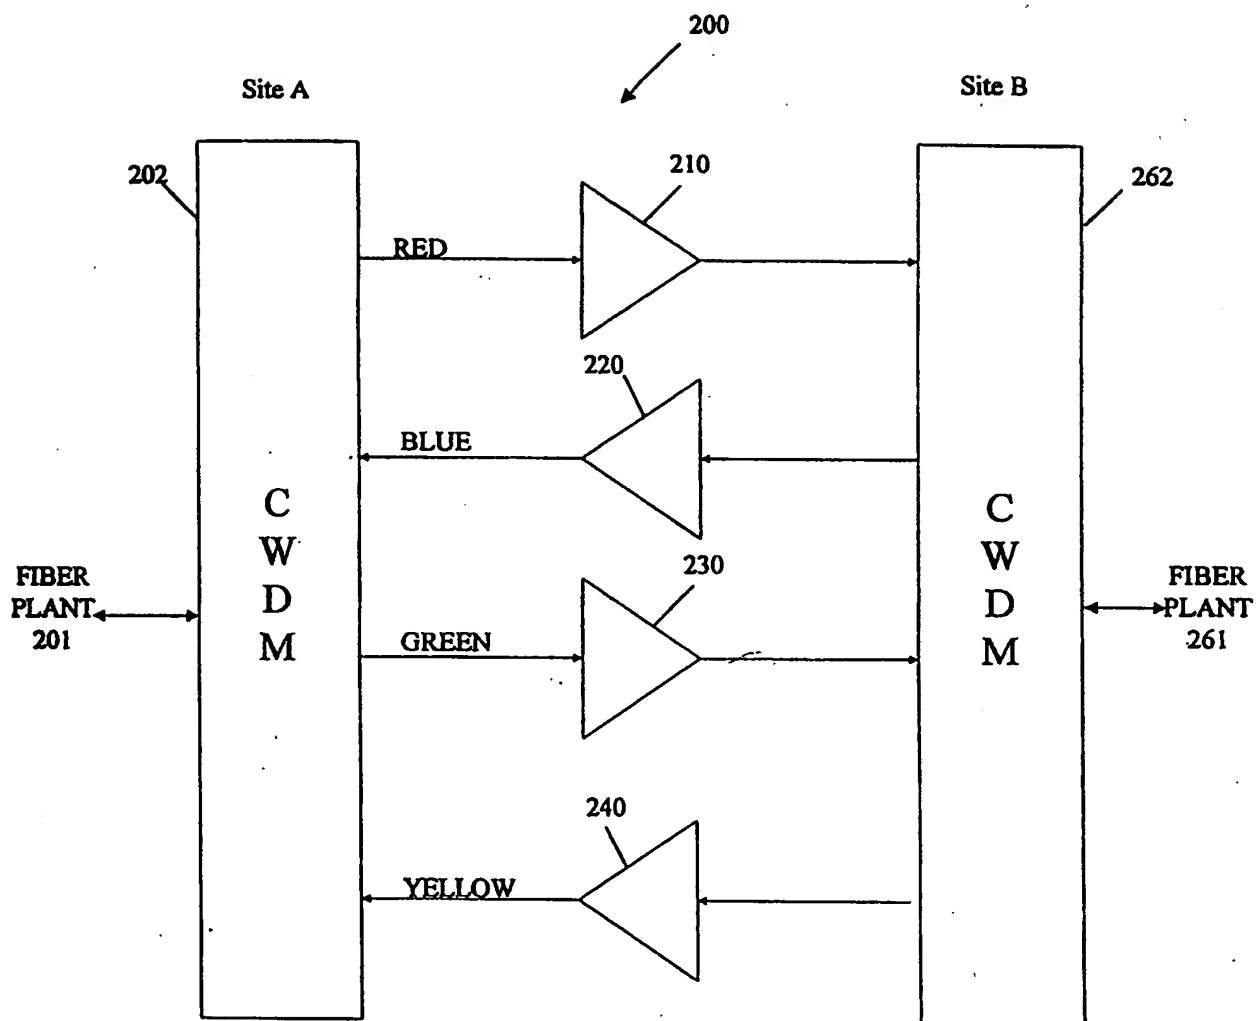 200
Site A
Site B
202
210
262
RED
220
BLUE
C
W
D
M
C
W
D
M
230
FIBER
PLANT
201
FIBER
PLANT
261
GREEN
240
YELLOW